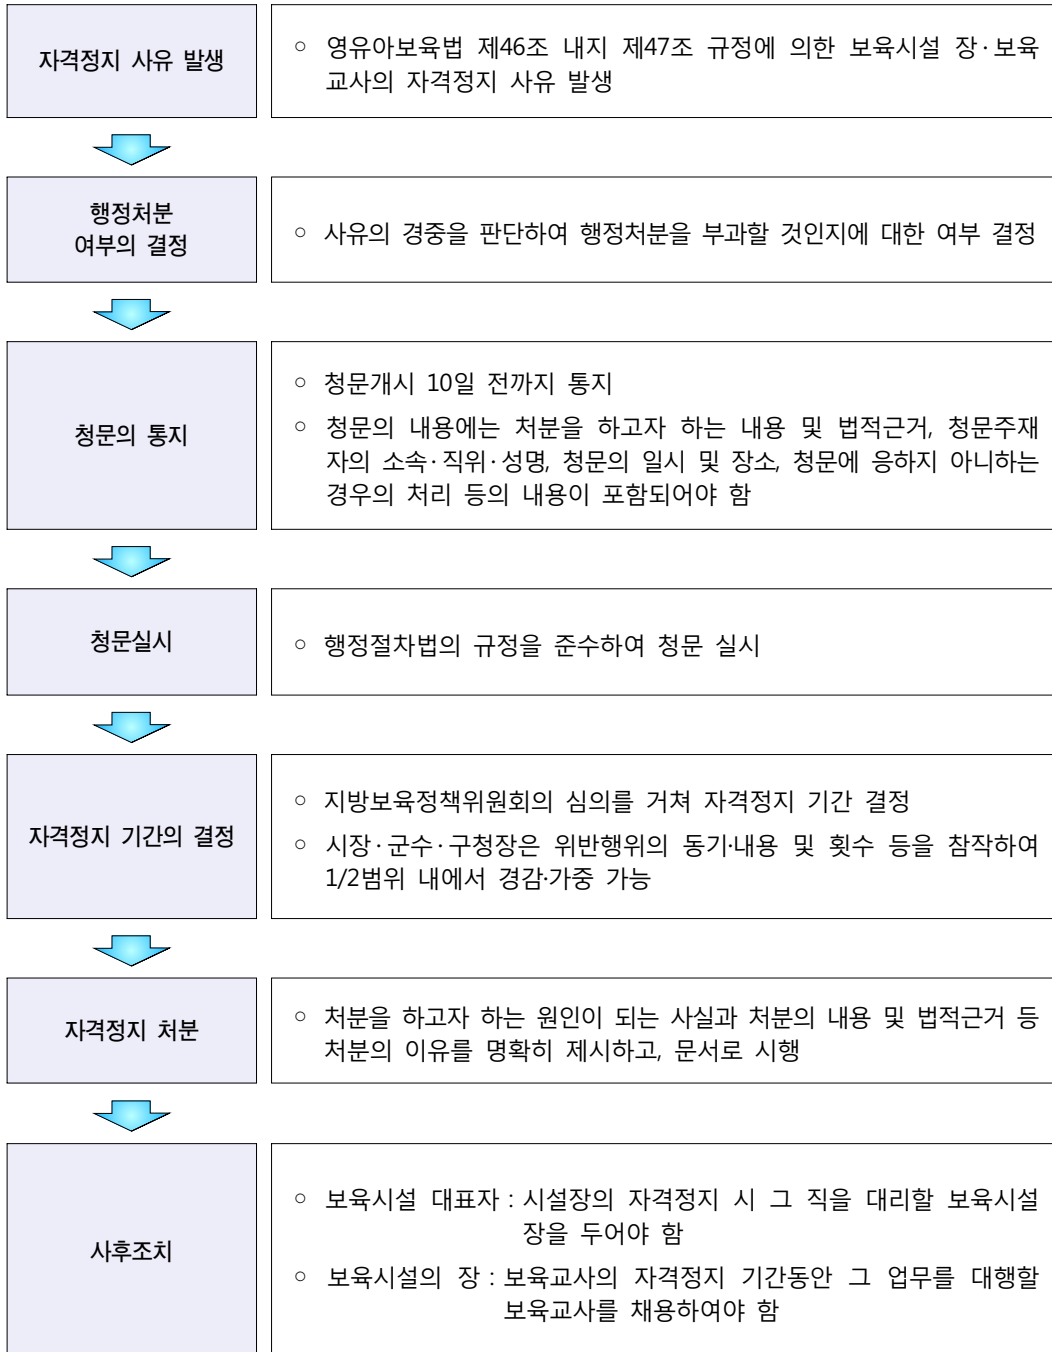 자격정지 사유 발생
○ 영유아보육법 제46조 내지 제47조 규정에 의한 보육시설 장·보육
교사의 자격정지 사유 발생
행정처분
여부의 결정
○ 사유의 경중을 판단하여 행정처분을 부과할 것인지에 대한 여부 결정
청문의 통지
○ 청문개시 10일 전까지 통지
○ 청문의 내용에는 처분을 하고자 하는 내용 및 법적근거, 청문주재
자의 소속·직위·성명, 청문의 일시 및 장소, 청문에 응하지 아니하는
경우의 처리 등의 내용이 포함되어야 함
청문실시
○ 행정절차법의 규정을 준수하여 청문 실시
자격정지 기간의 결정
○ 지방보육정책위원회의 심의를 거쳐 자격정지 기간 결정
○ 시장·군수·구청장은 위반행위의 동기·내용 및 횟수 등을 참작하여
1/2범위 내에서 경감·가중 가능
자격정지 처분
○ 처분을 하고자 하는 원인이 되는 사실과 처분의 내용 및 법적근거 등
처분의 이유를 명확히 제시하고, 문서로 시행
사후조치
○ 보육시설 대표자 : 시설장의 자격정지 시 그 직을 대리할 보육시설
장을 두어야 함
○ 보육시설의 장 : 보육교사의 자격정지 기간동안 그 업무를 대행할
보육교사를 채용하여야 함